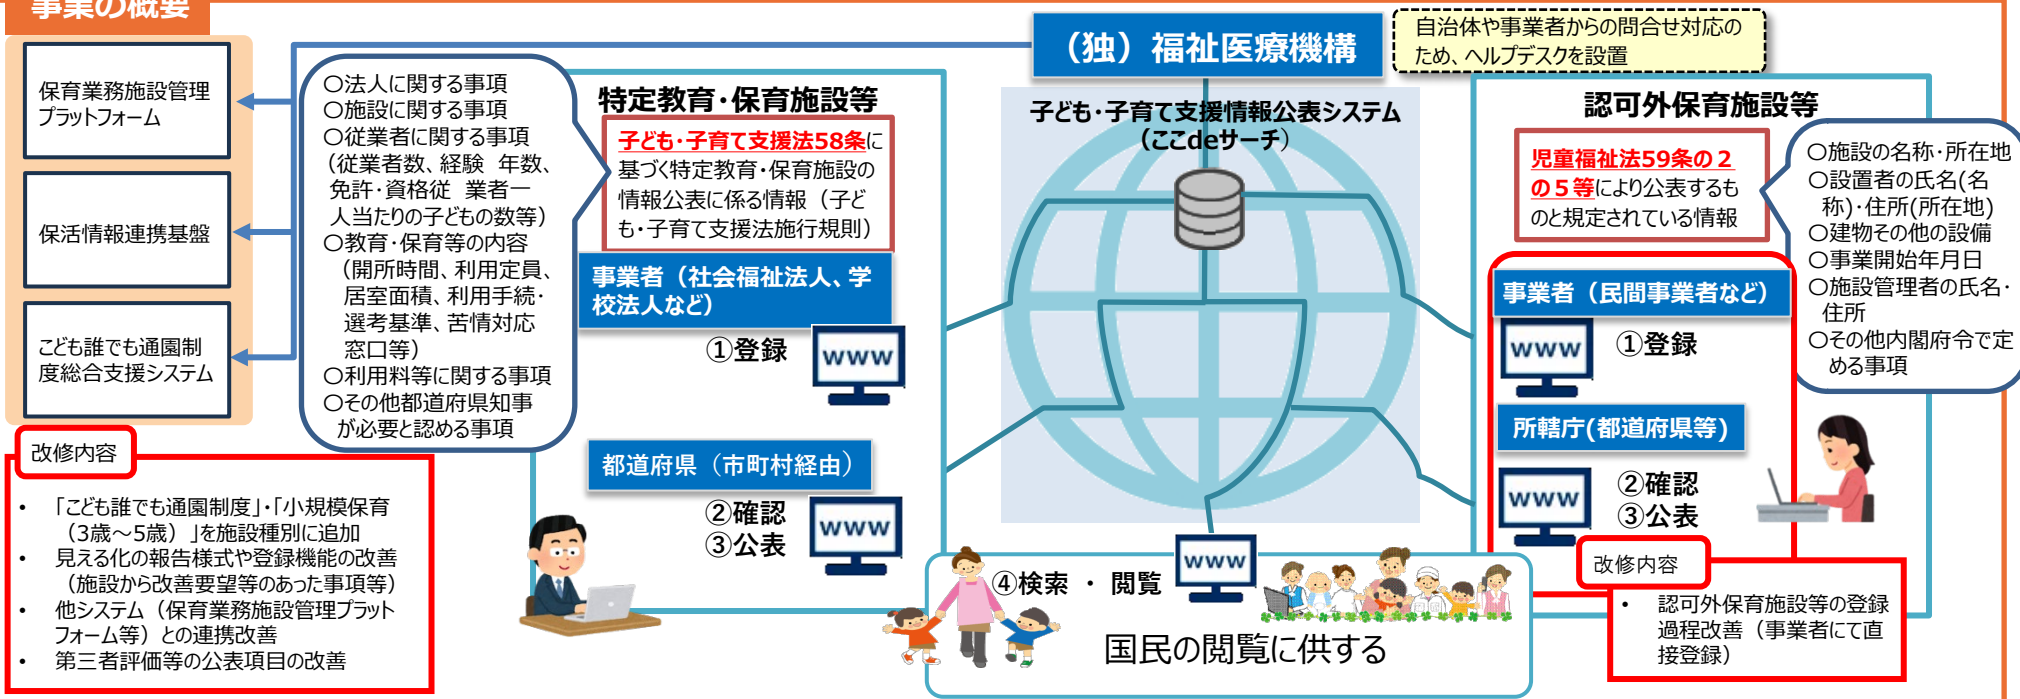 事業の概要
保育業務施設管理
プラットフォーム
保活情報連携基盤
こども誰でも通園制
度総合支援システム
〇法人に関する事項
〇施設に関する事項
〇従業者に関する事項
(従業者数、経験 年数、
免許・資格従 業者一
人当たりの子どもの数等)
〇教育・保育等の内容
(開所時間、利用定員、
居室面積、利用手続・
選考基準、苦情対応
窓口等)
〇利用料等に関する事項
〇その他都道府県知事
が必要と認める事項
改修内容
• 「こども誰でも通園制度」・「小規模保育
(3歳～5歳)」を施設種別に追加
• 見える化の報告様式や登録機能の改善
(施設から改善要望等のあった事項等)
• 他システム(保育業務施設管理プラット
フォーム等)との連携改善
• 第三者評価等の公表項目の改善
特定教育・保育施設等
子ども・子育て支援法58条に
基づく特定教育・保育施設の
情報公表に係る情報(子ど
も・子育て支援法施行規則)
事業者(社会福祉法人、学
校法人など)
①登録
www
都道府県(市町村経由)
②確認
③公表
www
(独)福祉医療機構
自治体や事業者からの問合せ対応の
ため、ヘルプデスクを設置
子ども・子育て支援情報公表システム
(ここdeサーチ)
www
④検索 ・ 閲覧
国民の閲覧に供する
認可外保育施設等
児童福祉法59条の2
の5等により公表するも
のと規定されている情報
事業者(民間事業者など)
①登録
www
所轄庁(都道府県等)
②確認
③公表
www
〇施設の名称・所在地
〇設置者の氏名(名
称)・住所(所在地)
〇建物その他の設備
〇事業開始年月日
〇施設管理者の氏名・
住所
〇その他内閣府令で定
める事項
改修内容
• 認可外保育施設等の登録
過程改善(事業者にて直
接登録)